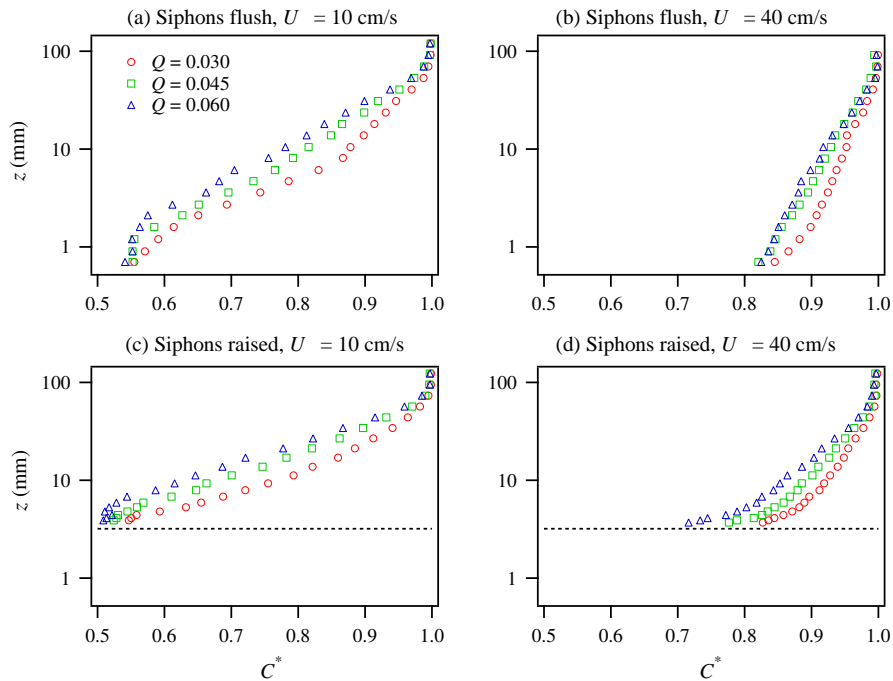 (a) Siphons flush, U = 10 cm/s
(b) Siphons flush, U = 40 cm/s
100
10
1
z (mm)
Q = 0.030
Q = 0.045
Q = 0.060
0.5 0.6 0.7 0.8 0.9 1.0
100
10
1
0.5 0.6 0.7 0.8 0.9 1.0
(c) Siphons raised, U = 10 cm/s
(d) Siphons raised, U = 40 cm/s
100
10
1
z (mm)
0.5 0.6 0.7 0.8 0.9 1.0
C*
100
10
1
0.5 0.6 0.7 0.8 0.9 1.0
C*